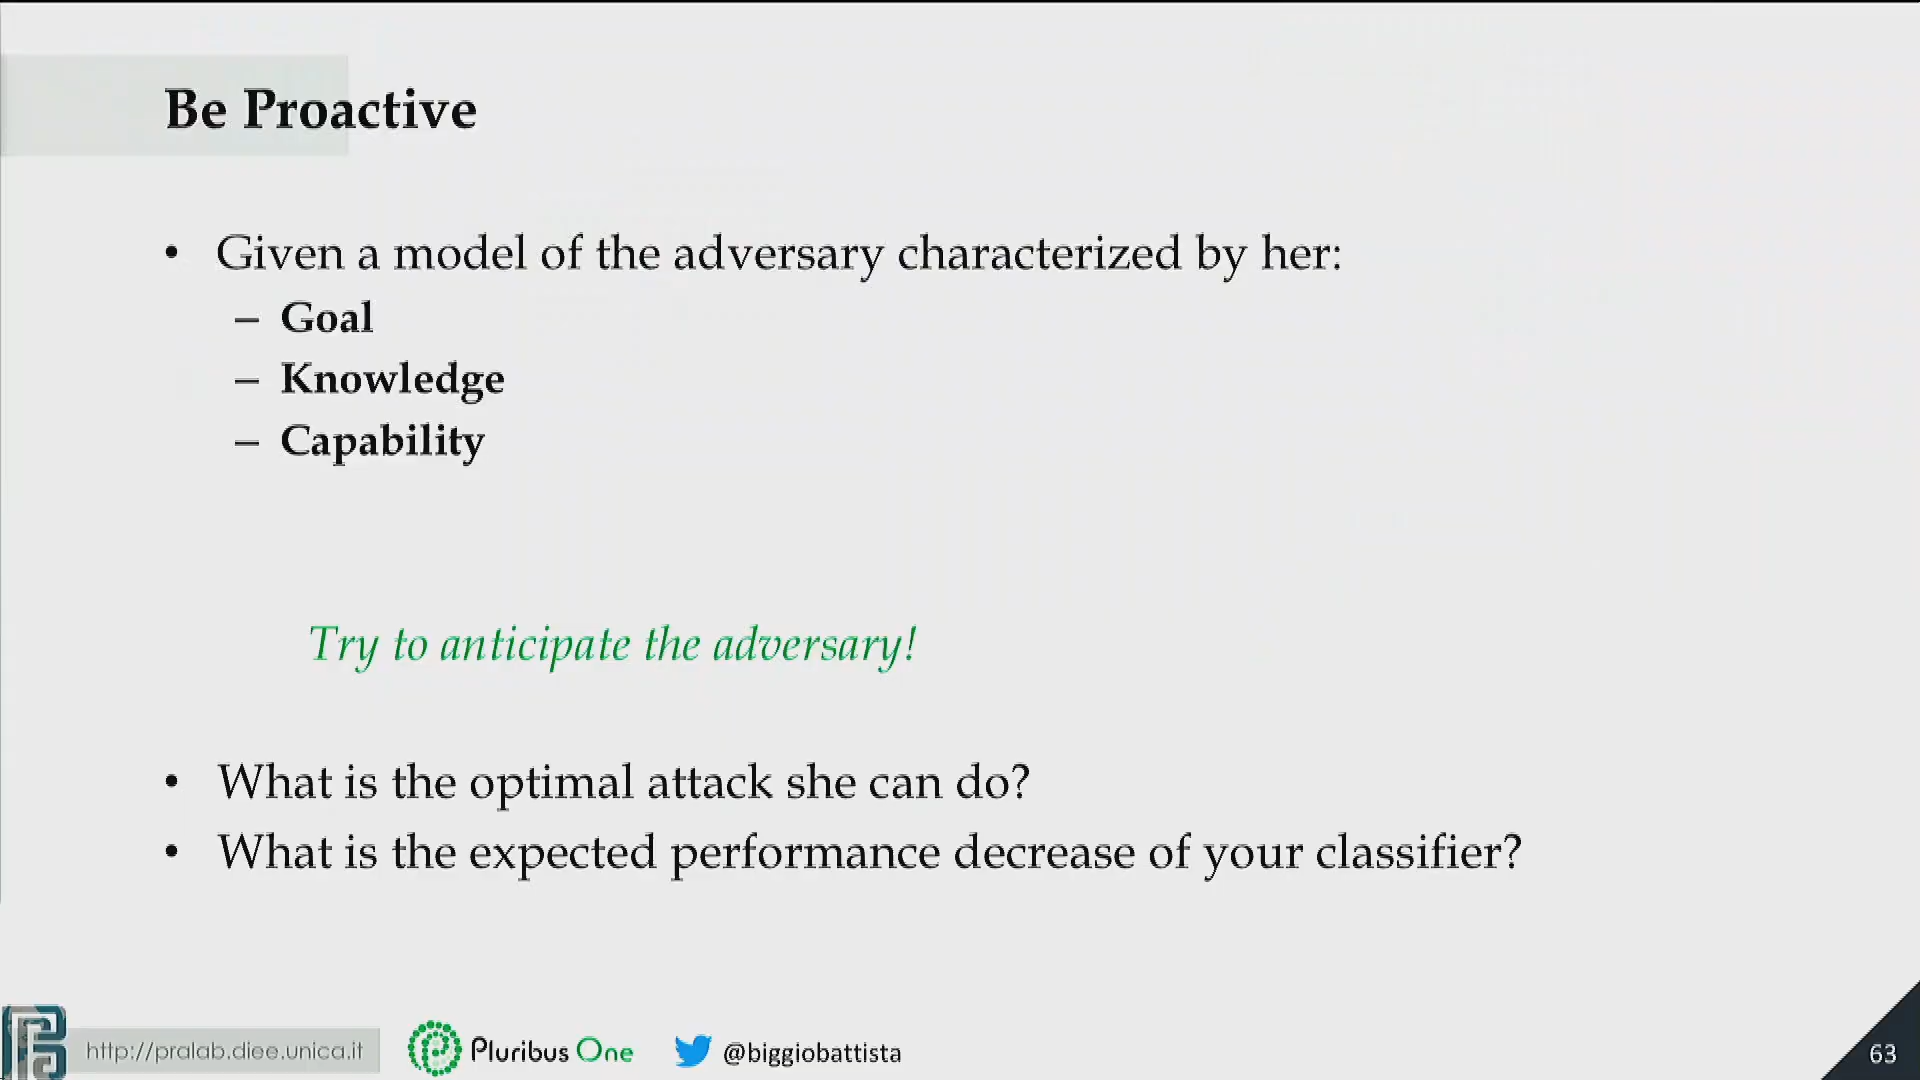 Be Proactive
• Given a model of the adversary characterized by her:
– Goal
– Knowledge
– Capability
Try to anticipate the adversary!
• What is the optimal attack she can do?
• What is the expected performance decrease of your classifier?
http://pralab.diee.unica.it
Pluribus One
@biggiobattista
63